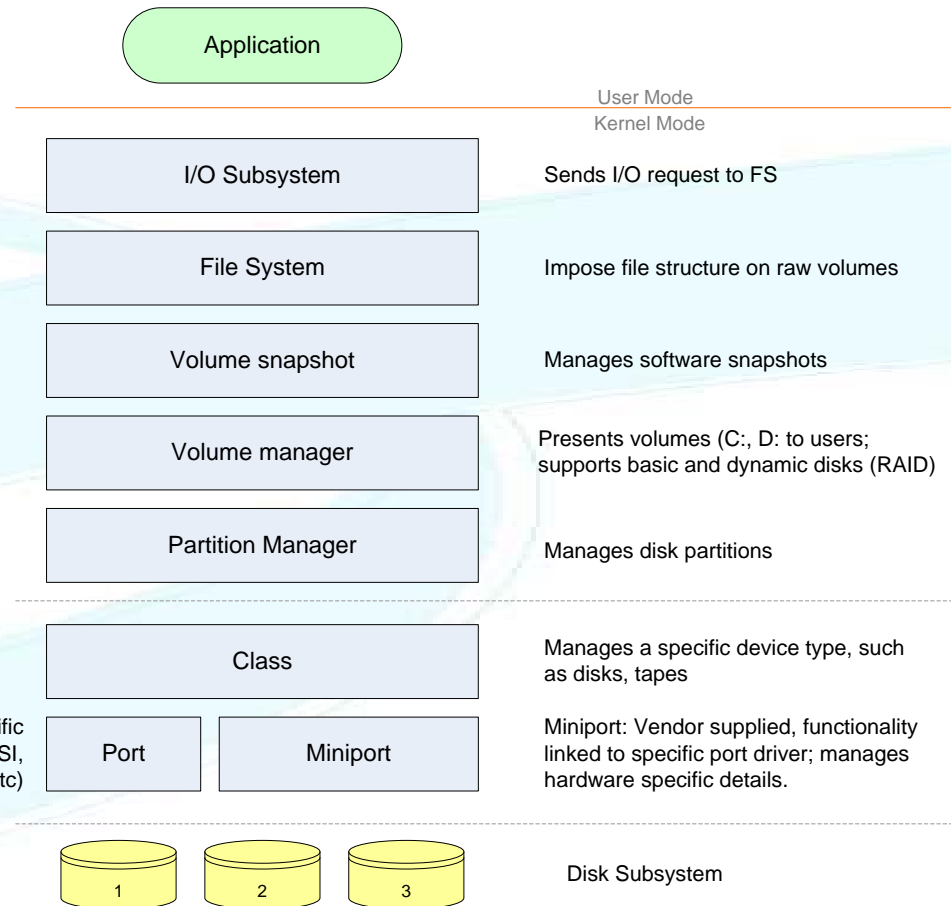 Application
User Mode
Kernel Mode
I/O Subsystem
Sends I/O request to FS
File System
Impose file structure on raw volumes
Volume snapshot
Manages software snapshots
Volume manager
Presents volumes (C:, D: to users;
supports basic and dynamic disks (RAID)
Partition Manager
Manages disk partitions
Class
Manages a specific device type, such
as disks, tapes
Port
Miniport
Miniport: Vendor supplied, functionality
linked to specific port driver; manages
hardware specific details.
1
2
3
Disk Subsystem